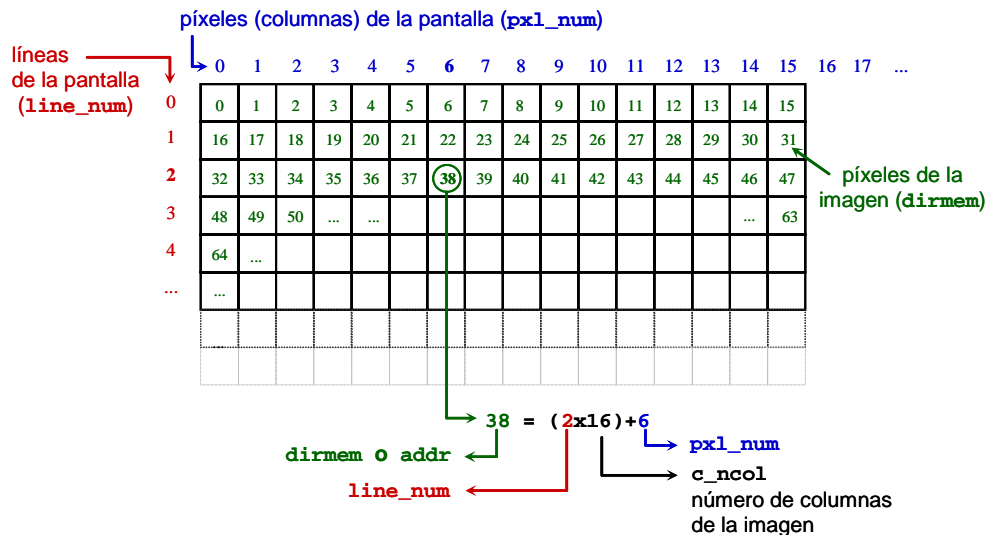 píxeles (columnas) de la pantalla (pxl_num)
líneas
de la pantalla
(line_num)
0 1 2 3 4 5 6 7 8 9 10 11 12 13 14 15 16 17 ...
0 0 1 2 3 4 5 6 7 8 9 10 11 12 13 14 15
1 16 17 18 19 20 21 22 23 24 25 26 27 28 29 30 31
2 32 33 34 35 36 37 38 39 40 41 42 43 44 45 46 47
píxeles de la
imagen (dirmem)
3 48 49 50 ... ... ... 63
4 64 ...
... ...
...
38 = (2x16)+6
dirmem o addr
pxl_num
line_num
c_ncol
número de columnas
de la imagen